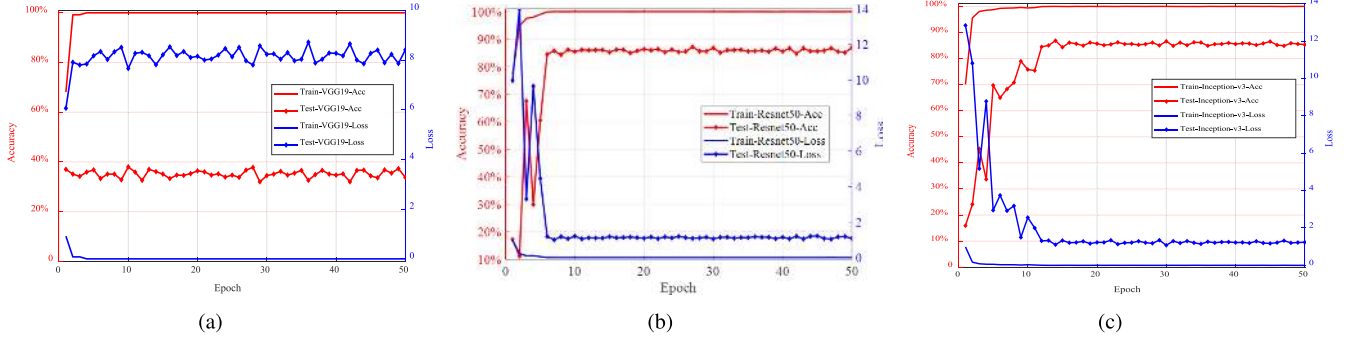 100%
80%
60%
40%
20%
0
Accuracy
10
8
6
4
2
0
Loss
Train-VGG19-Acc
Test-VGG19-Acc
Train-VGG19-Loss
Test-VGG19-Loss
0 10 20 30 40 50
Epoch
(a)
100%
90%
80%
70%
60%
50%
40%
30%
20%
10%
Accuracy
14
12
10
8
6
4
2
0
Loss
Train-Resnet50-Acc
Test-Resnet50-Acc
Train-Resnet50-Loss
Test-Resnet50-Loss
0 10 20 30 40 50
Epoch
(b)
100%
90%
80%
70%
60%
50%
40%
30%
20%
10%
0
Accuracy
14
12
10
8
6
4
2
0
Loss
Train-Inception-v3-Acc
Test-Inception-v3-Acc
Train-Inception-v3-Loss
Test-Inception-v3-Loss
0 10 20 30 40 50
Epoch
(c)